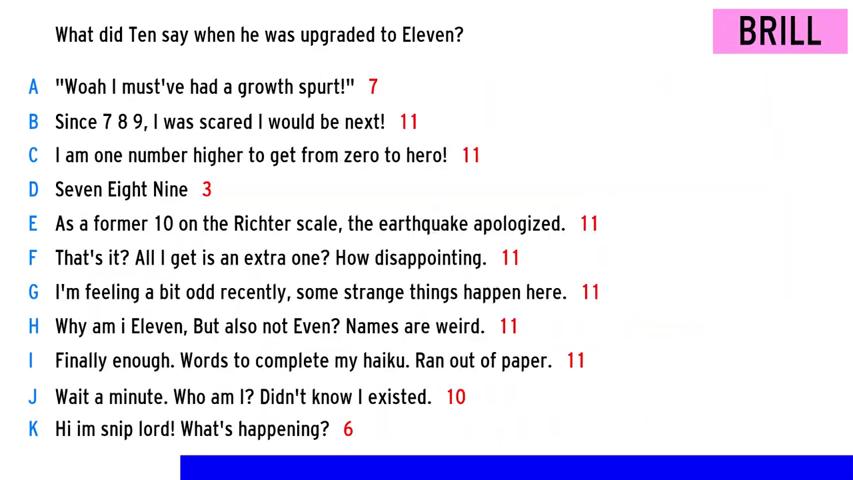 What did Ten say when he was upgraded to Eleven?
BRILL
A "Woah I must've had a growth spurt!" 7
B Since 7 8 9, I was scared I would be next! 11
C I am one number higher to get from zero to hero! 11
D Seven Eight Nine 3
E As a former 10 on the Richter scale, the earthquake apologized. 11
F That's it? All I get is an extra one? How disappointing. 11
G I'm feeling a bit odd recently, some strange things happen here. 11
H Why am i Eleven, But also not Even? Names are weird. 11
I Finally enough. Words to complete my haiku. Ran out of paper. 11
J Wait a minute. Who am I? Didn't know I existed. 10
K Hi im snip lord! What's happening? 6